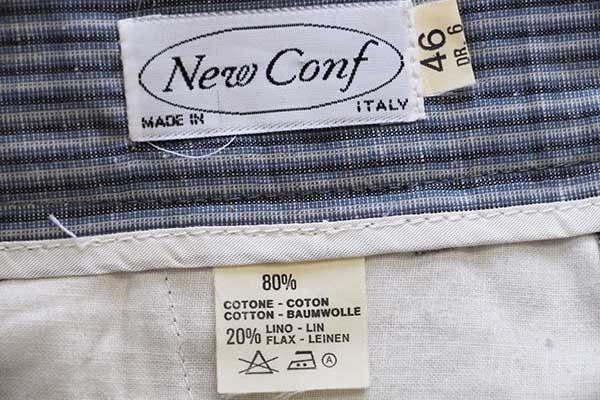 New Conf
MADE IN ITALY
46
DR. 6
80%
COTONE - COTON
COTTON - BAUMWOLLE
20% LINO - LIN
FLAX - LEINEN
A